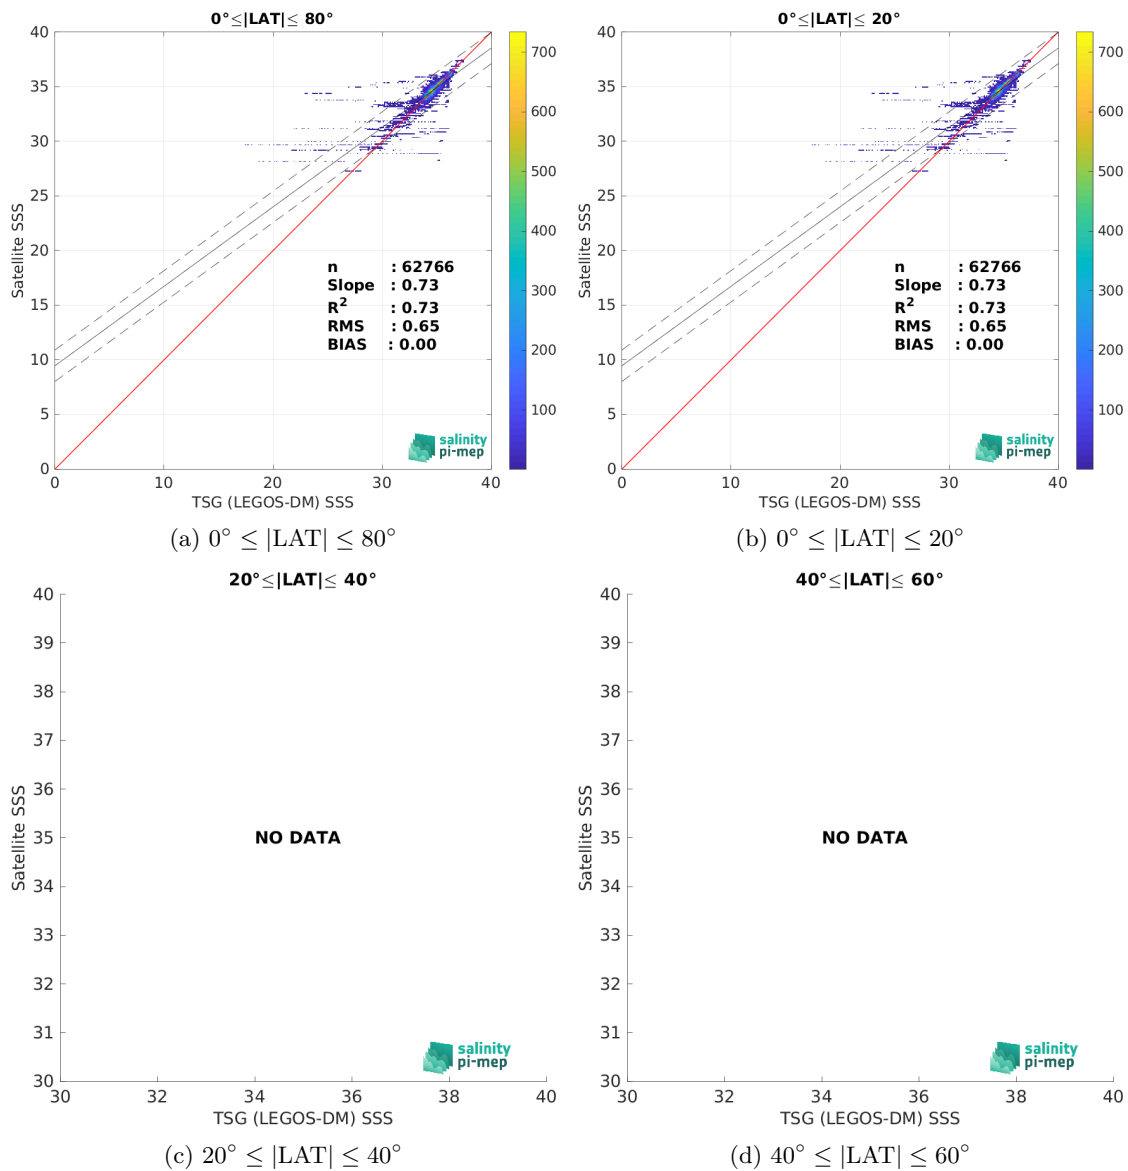 0°≤|LAT|≤ 80°
40
35
30
25
20
15
10
5
0
Satellite SSS
0
10
20
30
40
TSG (LEGOS-DM) SSS
700
600
500
400
300
200
100
n : 62766
Slope : 0.73
R2 : 0.73
RMS : 0.65
BIAS : 0.00
salinity
pi-mep
(a) 0° ≤ |LAT| ≤ 80°
0°≤|LAT|≤ 20°
40
35
30
25
20
15
10
5
0
Satellite SSS
0
10
20
30
40
TSG (LEGOS-DM) SSS
700
600
500
400
300
200
100
n : 62766
Slope : 0.73
R2 : 0.73
RMS : 0.65
BIAS : 0.00
salinity
pi-mep
(b) 0° ≤ |LAT| ≤ 20°
20°≤|LAT|≤ 40°
40
39
38
37
36
35
34
33
32
31
30
Satellite SSS
NO DATA
30
32
34
36
38
40
TSG (LEGOS-DM) SSS
salinity
pi-mep
(c) 20° ≤ |LAT| ≤ 40°
40°≤|LAT|≤ 60°
40
39
38
37
36
35
34
33
32
31
30
Satellite SSS
NO DATA
30
32
34
36
38
40
TSG (LEGOS-DM) SSS
salinity
pi-mep
(d) 40° ≤ |LAT| ≤ 60°